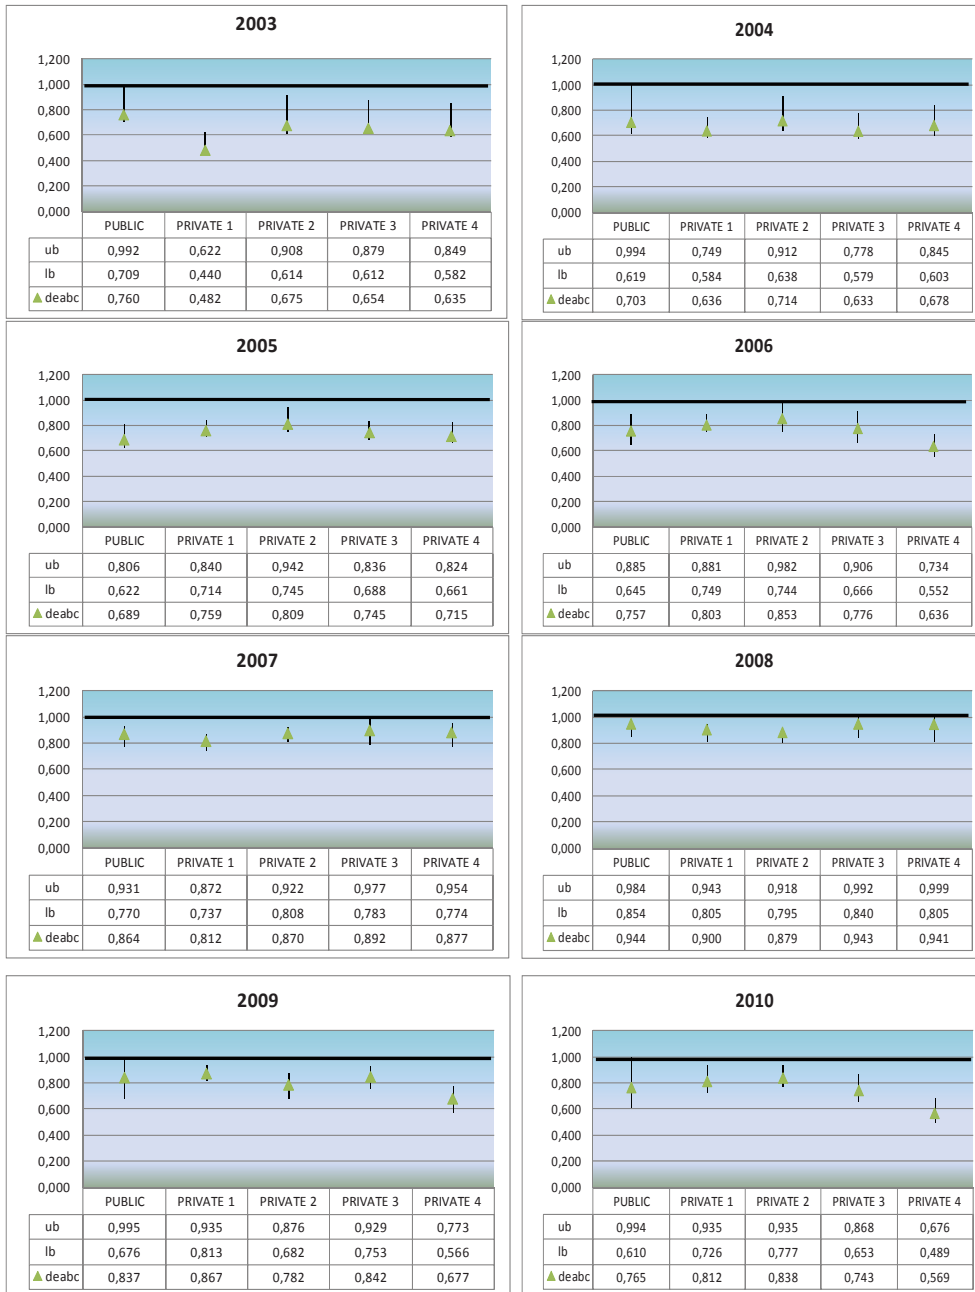 2003
1,200
1,000
0,800
0,600
0,400
0,200
0,000
PUBLIC PRIVATE 1 PRIVATE 2 PRIVATE 3 PRIVATE 4
ub 0,992 0,622 0,908 0,879 0,849
lb 0,709 0,440 0,614 0,612 0,582
deabc 0,760 0,482 0,675 0,654 0,635
2004
1,200
1,000
0,800
0,600
0,400
0,200
0,000
PUBLIC PRIVATE 1 PRIVATE 2 PRIVATE 3 PRIVATE 4
ub 0,994 0,749 0,912 0,778 0,845
lb 0,619 0,584 0,638 0,579 0,603
deabc 0,703 0,636 0,714 0,633 0,678
2005
1,200
1,000
0,800
0,600
0,400
0,200
0,000
PUBLIC PRIVATE 1 PRIVATE 2 PRIVATE 3 PRIVATE 4
ub 0,806 0,840 0,942 0,836 0,824
lb 0,622 0,714 0,745 0,688 0,661
deabc 0,689 0,759 0,809 0,745 0,715
2006
1,200
1,000
0,800
0,600
0,400
0,200
0,000
PUBLIC PRIVATE 1 PRIVATE 2 PRIVATE 3 PRIVATE 4
ub 0,885 0,881 0,982 0,906 0,734
lb 0,645 0,749 0,744 0,666 0,552
deabc 0,757 0,803 0,853 0,776 0,636
2007
1,200
1,000
0,800
0,600
0,400
0,200
0,000
PUBLIC PRIVATE 1 PRIVATE 2 PRIVATE 3 PRIVATE 4
ub 0,931 0,872 0,922 0,977 0,954
lb 0,770 0,737 0,808 0,783 0,774
deabc 0,864 0,812 0,870 0,892 0,877
2008
1,200
1,000
0,800
0,600
0,400
0,200
0,000
PUBLIC PRIVATE 1 PRIVATE 2 PRIVATE 3 PRIVATE 4
ub 0,984 0,943 0,918 0,992 0,999
lb 0,854 0,805 0,795 0,840 0,805
deabc 0,944 0,900 0,879 0,943 0,941
2009
1,200
1,000
0,800
0,600
0,400
0,200
0,000
PUBLIC PRIVATE 1 PRIVATE 2 PRIVATE 3 PRIVATE 4
ub 0,995 0,935 0,876 0,929 0,773
lb 0,676 0,813 0,682 0,753 0,566
deabc 0,837 0,867 0,782 0,842 0,677
2010
1,200
1,000
0,800
0,600
0,400
0,200
0,000
PUBLIC PRIVATE 1 PRIVATE 2 PRIVATE 3 PRIVATE 4
ub 0,994 0,935 0,935 0,868 0,676
lb 0,610 0,726 0,777 0,653 0,489
deabc 0,765 0,812 0,838 0,743 0,569